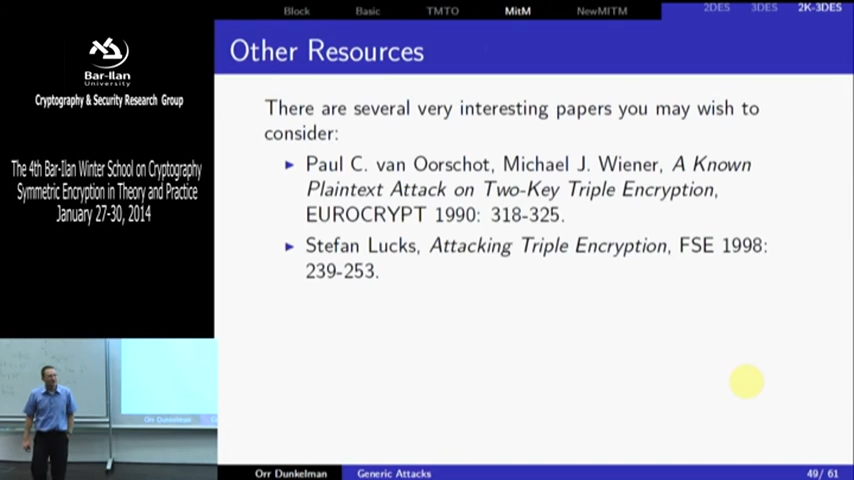 Block Basic TMTO MitM NewMITM 2DES 3DES 2K-3DES
Other Resources
Bar-Ilan
University
Cryptography & Security Research Group
The 4th Bar-Ilan Winter School on Cryptography
Symmetric Encryption in Theory and Practice
January 27-30, 2014
There are several very interesting papers you may wish to
consider:
Paul C. van Oorschot, Michael J. Wiener, A Known
Plaintext Attack on Two-Key Triple Encryption,
EUROCRYPT 1990: 318-325.
Stefan Lucks, Attacking Triple Encryption, FSE 1998:
239-253.
Orr Dunkelman
Orr Dunkelman Generic Attacks 49/61